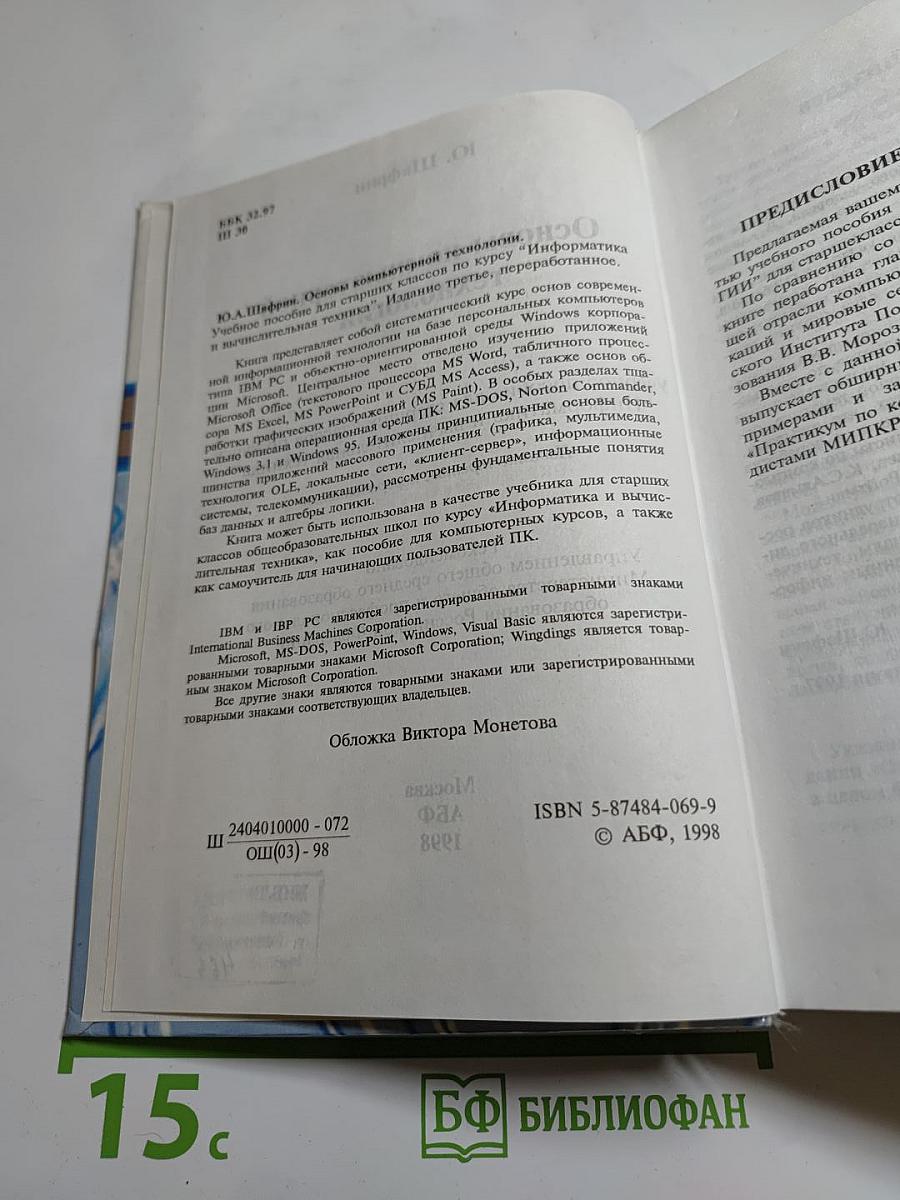 ББК 32.97
Ш 30
Ю.А.Шафрин. Основы компьютерной технологии.
Учебное пособие для старших классов по курсу “Информатика
и вычислительная техника”. Издание третье, переработанное.
Книга представляет собой систематический курс основ современ-
ной информационной технологии на базе персональных компьютеров
типа IBM PC и объектно-ориентированной среды Windows корпора-
ции Microsoft. Центральное место отведено изучению приложений
Microsoft Office (текстового процессора MS Word, табличного процес-
сора MS Excel, MS PowerPoint и СУБД MS Access), а также основ об-
работки графических изображений (MS Paint). В особых разделах тща-
тельно описана операционная среда ПК: MS-DOS, Norton Commander,
Windows 3.1 и Windows 95. Изложены принципиальные основы боль-
шинства приложений массового применения (графика, мультимедиа,
технология OLE, локальные сети, «клиент-сервер», информационные
системы, телекоммуникации), рассмотрены фундаментальные понятия
баз данных и алгебры логики.
Книга может быть использована в качестве учебника для старших
классов общеобразовательных школ по курсу «Информатика и вычис-
лительная техника», как пособие для компьютерных курсов, а также
как самоучитель для начинающих пользователей ПК.
IBM и IBP PC являются зарегистрированными товарными знаками
International Business Machines Corporation.
Microsoft, MS-DOS, PowerPoint, Windows, Visual Basic являются зарегистри-
рованными товарными знаками Microsoft Corporation; Wingdings является товар-
ным знаком Microsoft Corporation.
Все другие знаки являются товарными знаками или зарегистрированными
товарными знаками соответствующих владельцев.
Обложка Виктора Монетова
Ш 2404010000 - 072
ОШ(03) - 98
ISBN 5-87484-069-9
© АБФ, 1998
ПРЕДИСЛОВИЕ
Предлагаемая вашем
тью учебного пособия
ГИИ” для старшекласс
По сравнению со
книге переработана гла
шей отрасли компью
каций и мировые се
ского Института По
зования В.В. Мороз
Вместе с данной
выпускает обширны
примерами и за
«Практикум по ко
дистами МИПКР
15 с
БФ БИБЛИОФАН